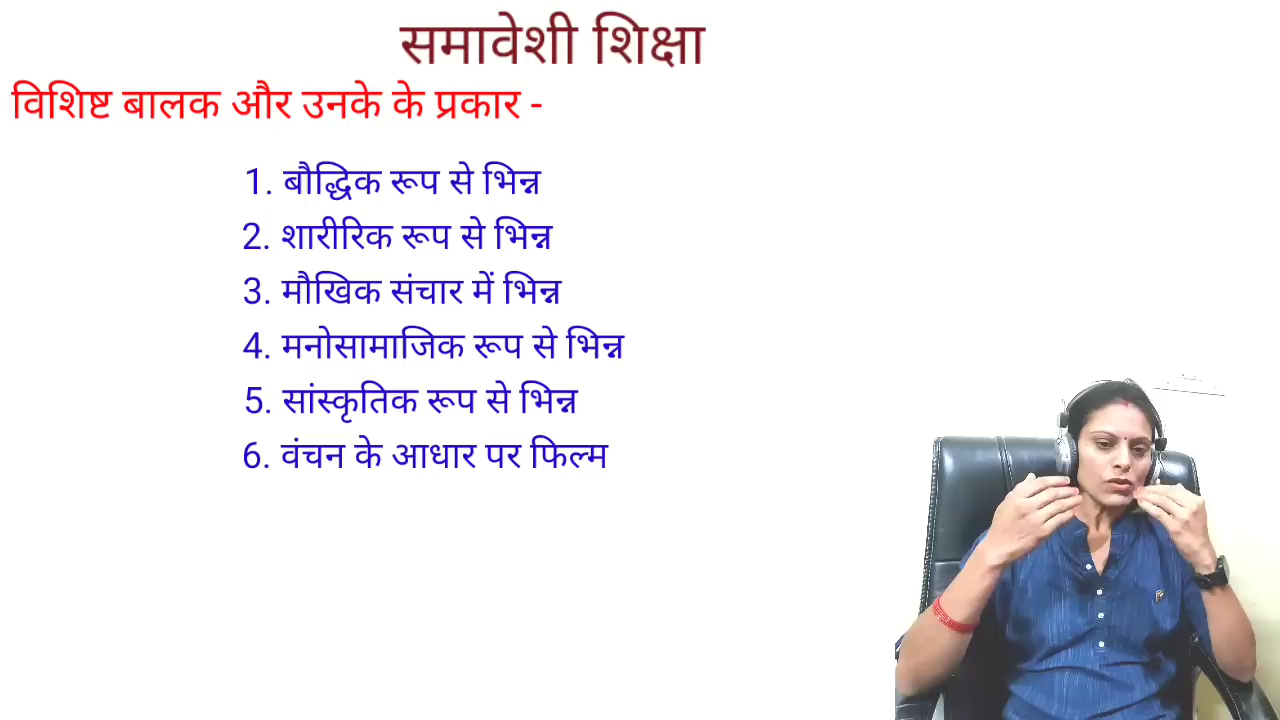 समावेशी शिक्षा
विशिष्ट बालक और उनके के प्रकार -
1. बौद्धिक रूप से भिन्न
2. शारीरिक रूप से भिन्न
3. मौखिक संचार में भिन्न
4. मनोसामाजिक रूप से भिन्न
5. सांस्कृतिक रूप से भिन्न
6. वंचन के आधार पर फिल्म